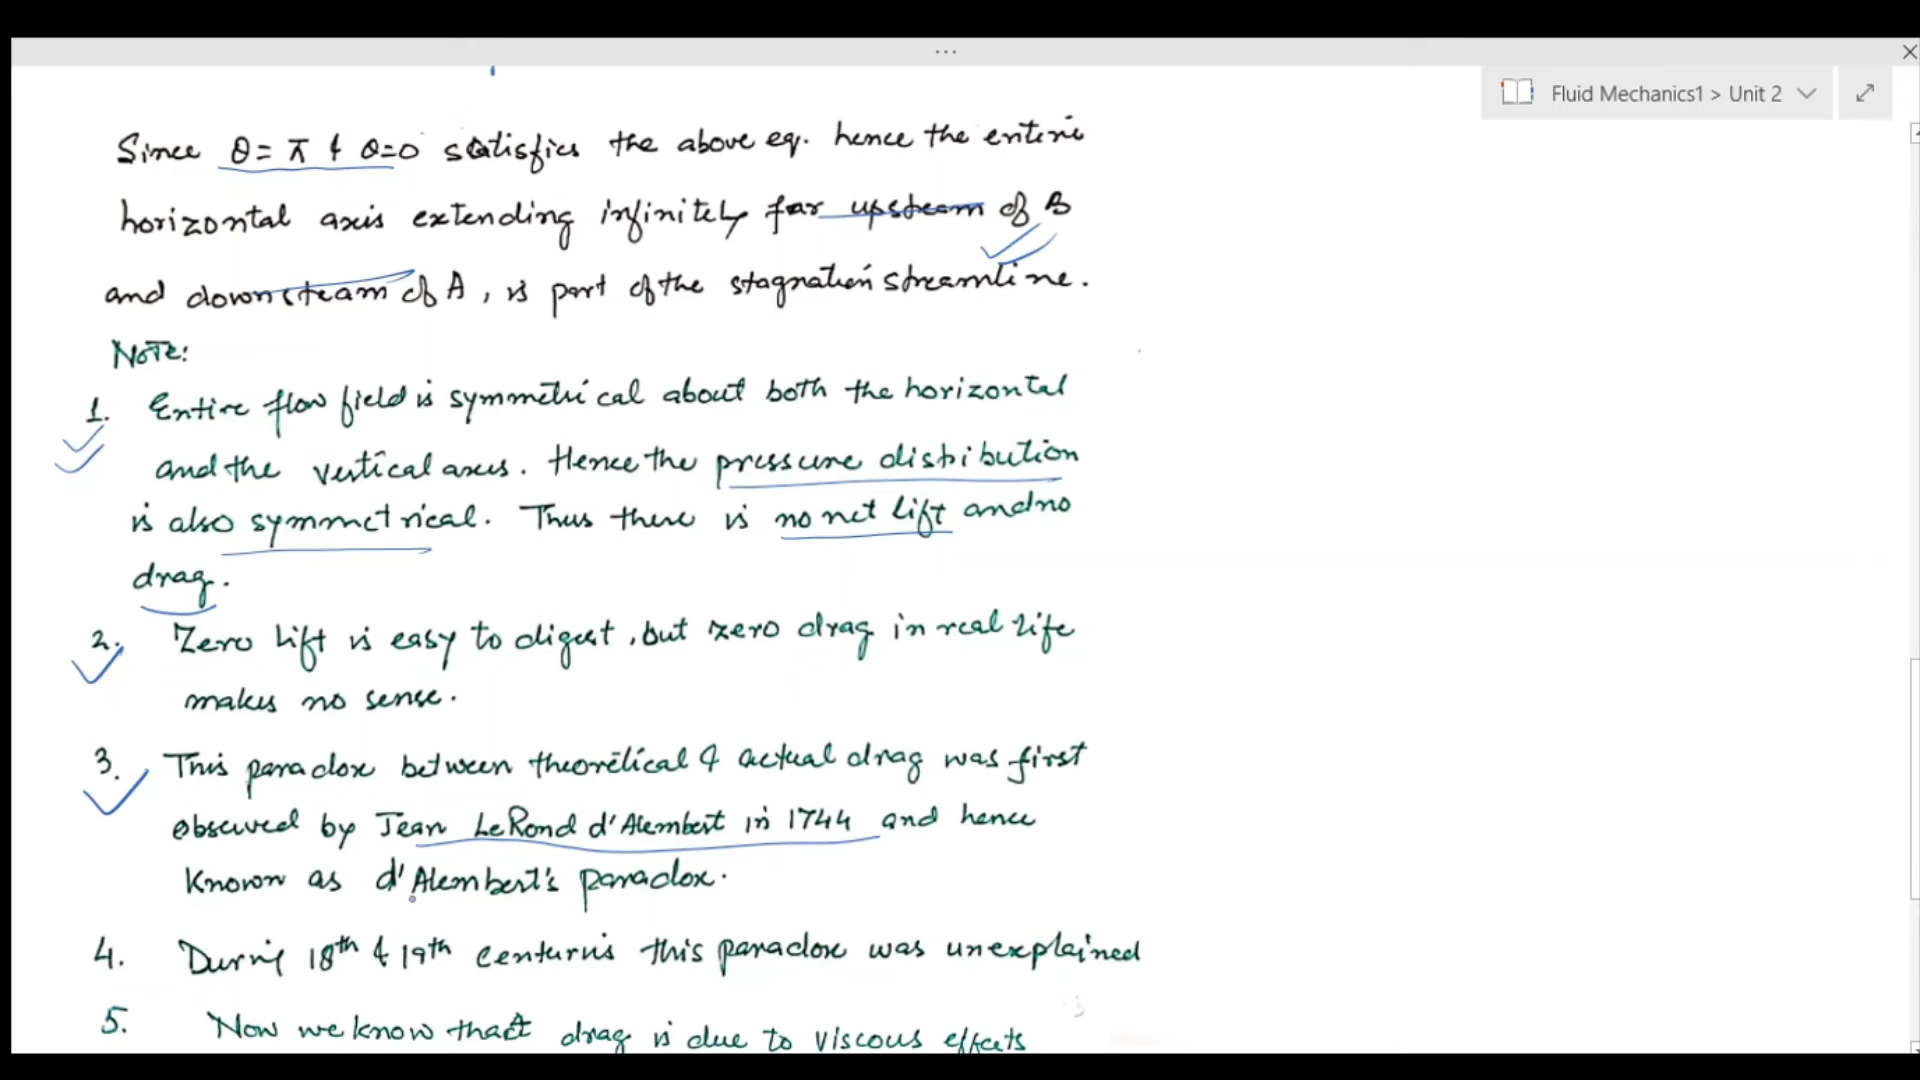 Fluid Mechanics1 > Unit 2
Since θ = π & θ=0 satisfies the above eq. hence the entire
horizontal axis extending infinitely far upsteam of B
and downsteam of A, is part of the stagnation streamline.
NOTE:
1. Entire flow field is symmetrical about both the horizontal
and the vertical axes. Hence the pressure distribution
is also symmetrical. Thus there is no net lift and no
drag.
2. Zero lift is easy to digest, but zero drag in real life
makes no sense.
3. This paradox between theoretical & actual drag was first
observed by Jean LeRond d'Alembert in 1744 and hence
Known as d'Alembert's paradox.
4. During 18th & 19th centuries this paradox was unexplained
5. Now we know that drag is due to viscous effects